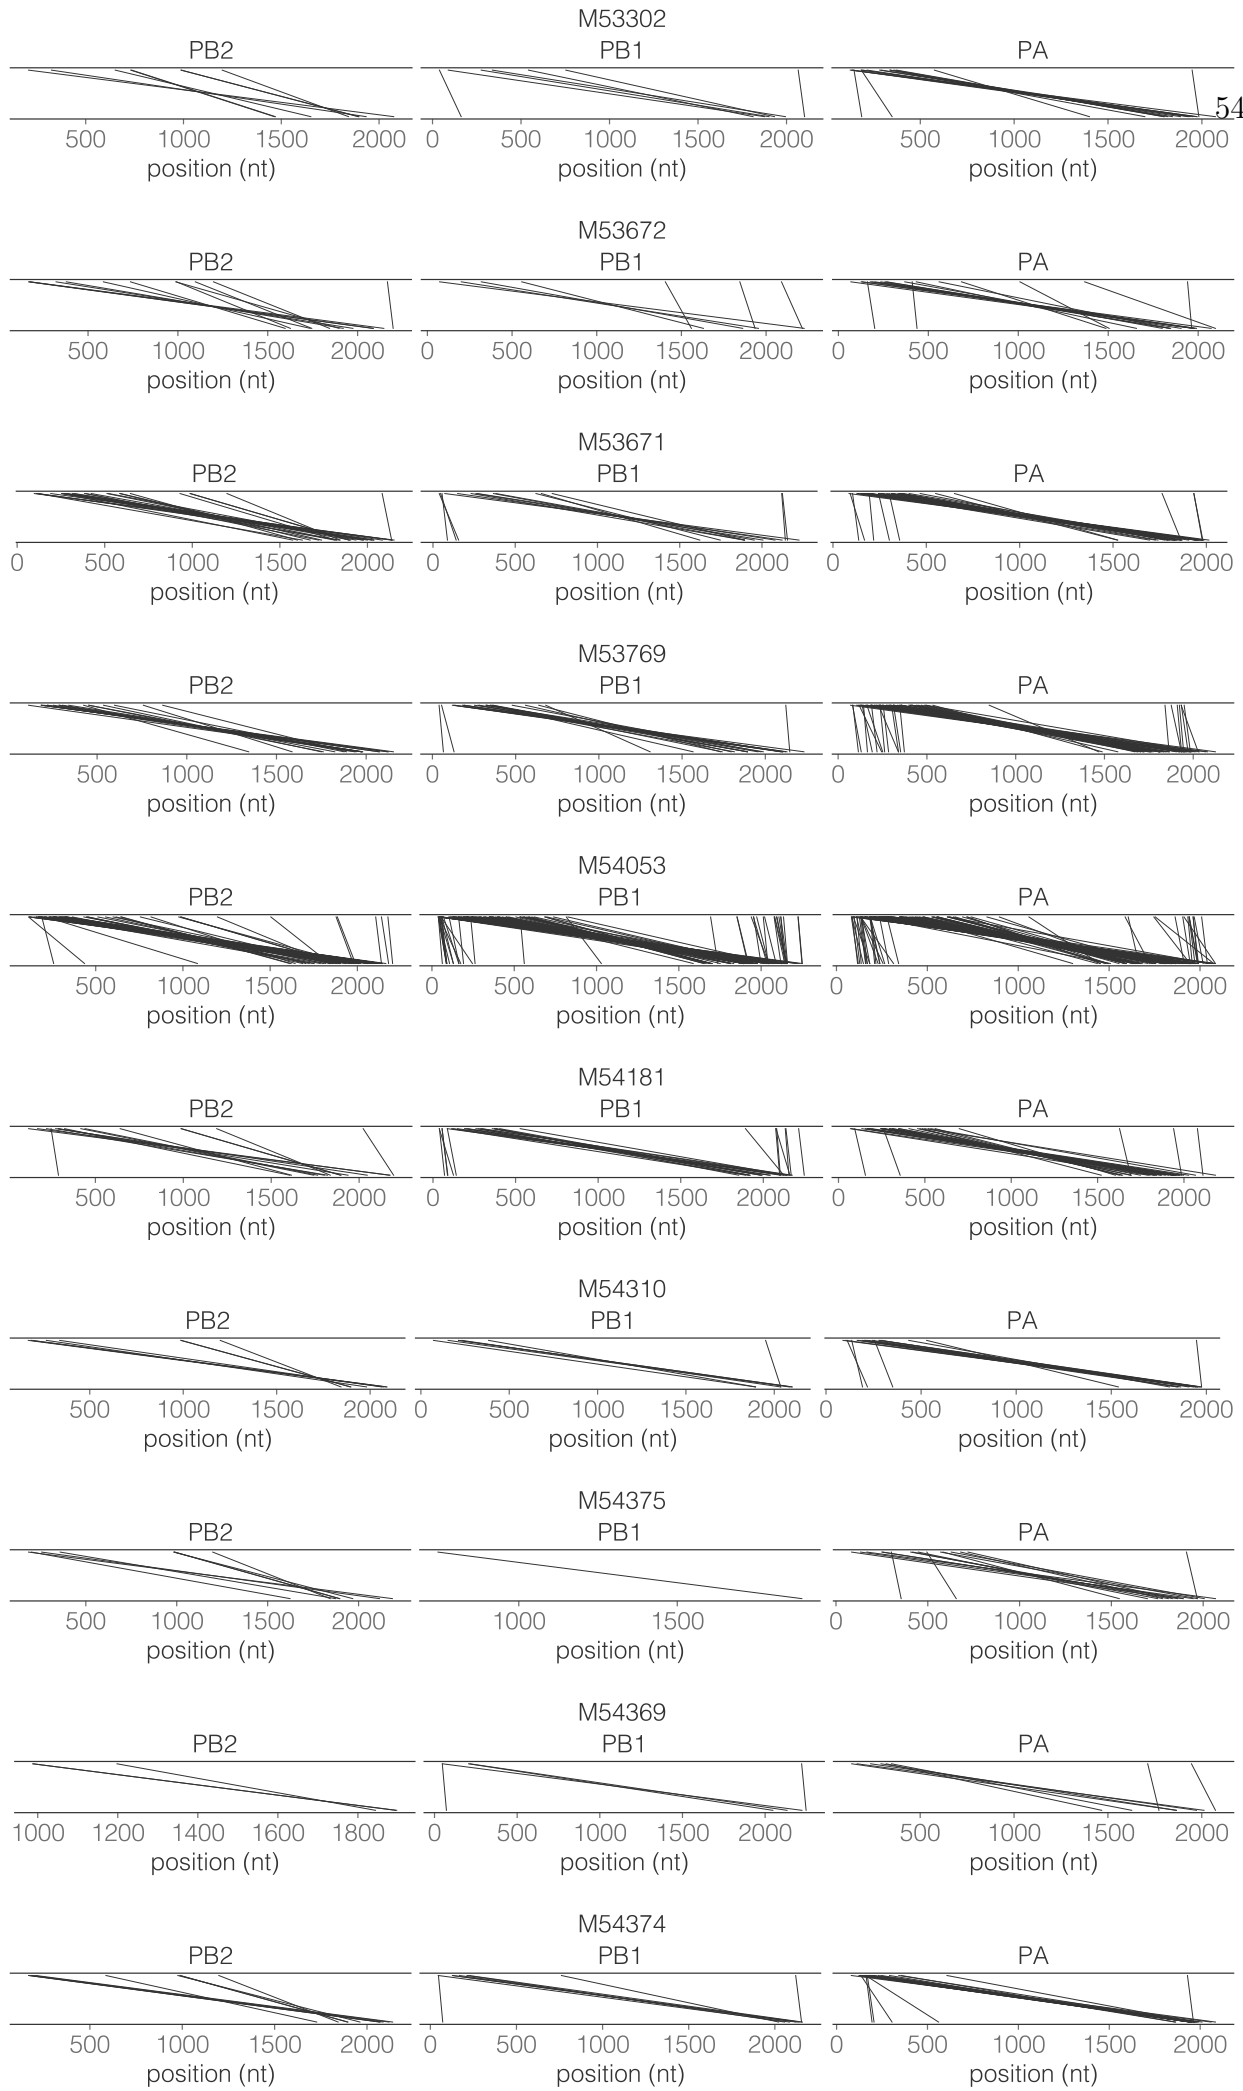 M53302
PB2 PB1 PA
54
500 1000 1500 2000 0 500 1000 1500 2000 500 1000 1500 2000
position (nt) position (nt) position (nt)
M53672
PB2 PB1 PA
500 1000 1500 2000 0 500 1000 1500 2000 0 500 1000 1500 2000
position (nt) position (nt) position (nt)
M53671
PB2 PB1 PA
0 500 1000 1500 2000 0 500 1000 1500 2000 0 500 1000 1500 2000
position (nt) position (nt) position (nt)
M53769
PB2 PB1 PA
500 1000 1500 2000 0 500 1000 1500 2000 0 500 1000 1500 2000
position (nt) position (nt) position (nt)
M54053
PB2 PB1 PA
500 1000 1500 2000 0 500 1000 1500 2000 0 500 1000 1500 2000
position (nt) position (nt) position (nt)
M54181
PB2 PB1 PA
500 1000 1500 2000 0 500 1000 1500 2000 0 500 1000 1500 2000
position (nt) position (nt) position (nt)
M54310
PB2 PB1 PA
500 1000 1500 2000 0 500 1000 1500 2000 0 500 1000 1500 2000
position (nt) position (nt) position (nt)
M54375
PB2 PB1 PA
500 1000 1500 2000 1000 1500 0 500 1000 1500 2000
position (nt) position (nt) position (nt)
M54369
PB2 PB1 PA
1000 1200 1400 1600 1800 0 500 1000 1500 2000 500 1000 1500 2000
position (nt) position (nt) position (nt)
M54374
PB2 PB1 PA
500 1000 1500 2000 0 500 1000 1500 2000 0 500 1000 1500 2000
position (nt) position (nt) position (nt)